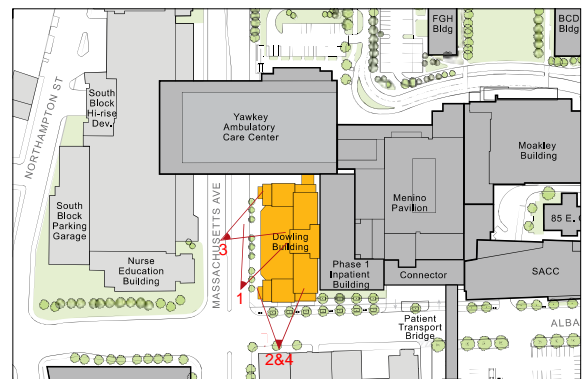 FGH
Bldg
BCD
Bldg
NORTHAMPTON ST
South
Block
Hi-rise
Dev.
Yawkey
Ambulatory
Care Center
Moakley
Building
MASSACHUSETTS AVE
Menino
Pavilion
South
Block
Parking
Garage
Dowling
Building
85 E. C
3
Phase 1
Inpatient
Building
Connector
SACC
Nurse
Education
Building
1
Patient
Transport
Bridge
ALBA
2&4